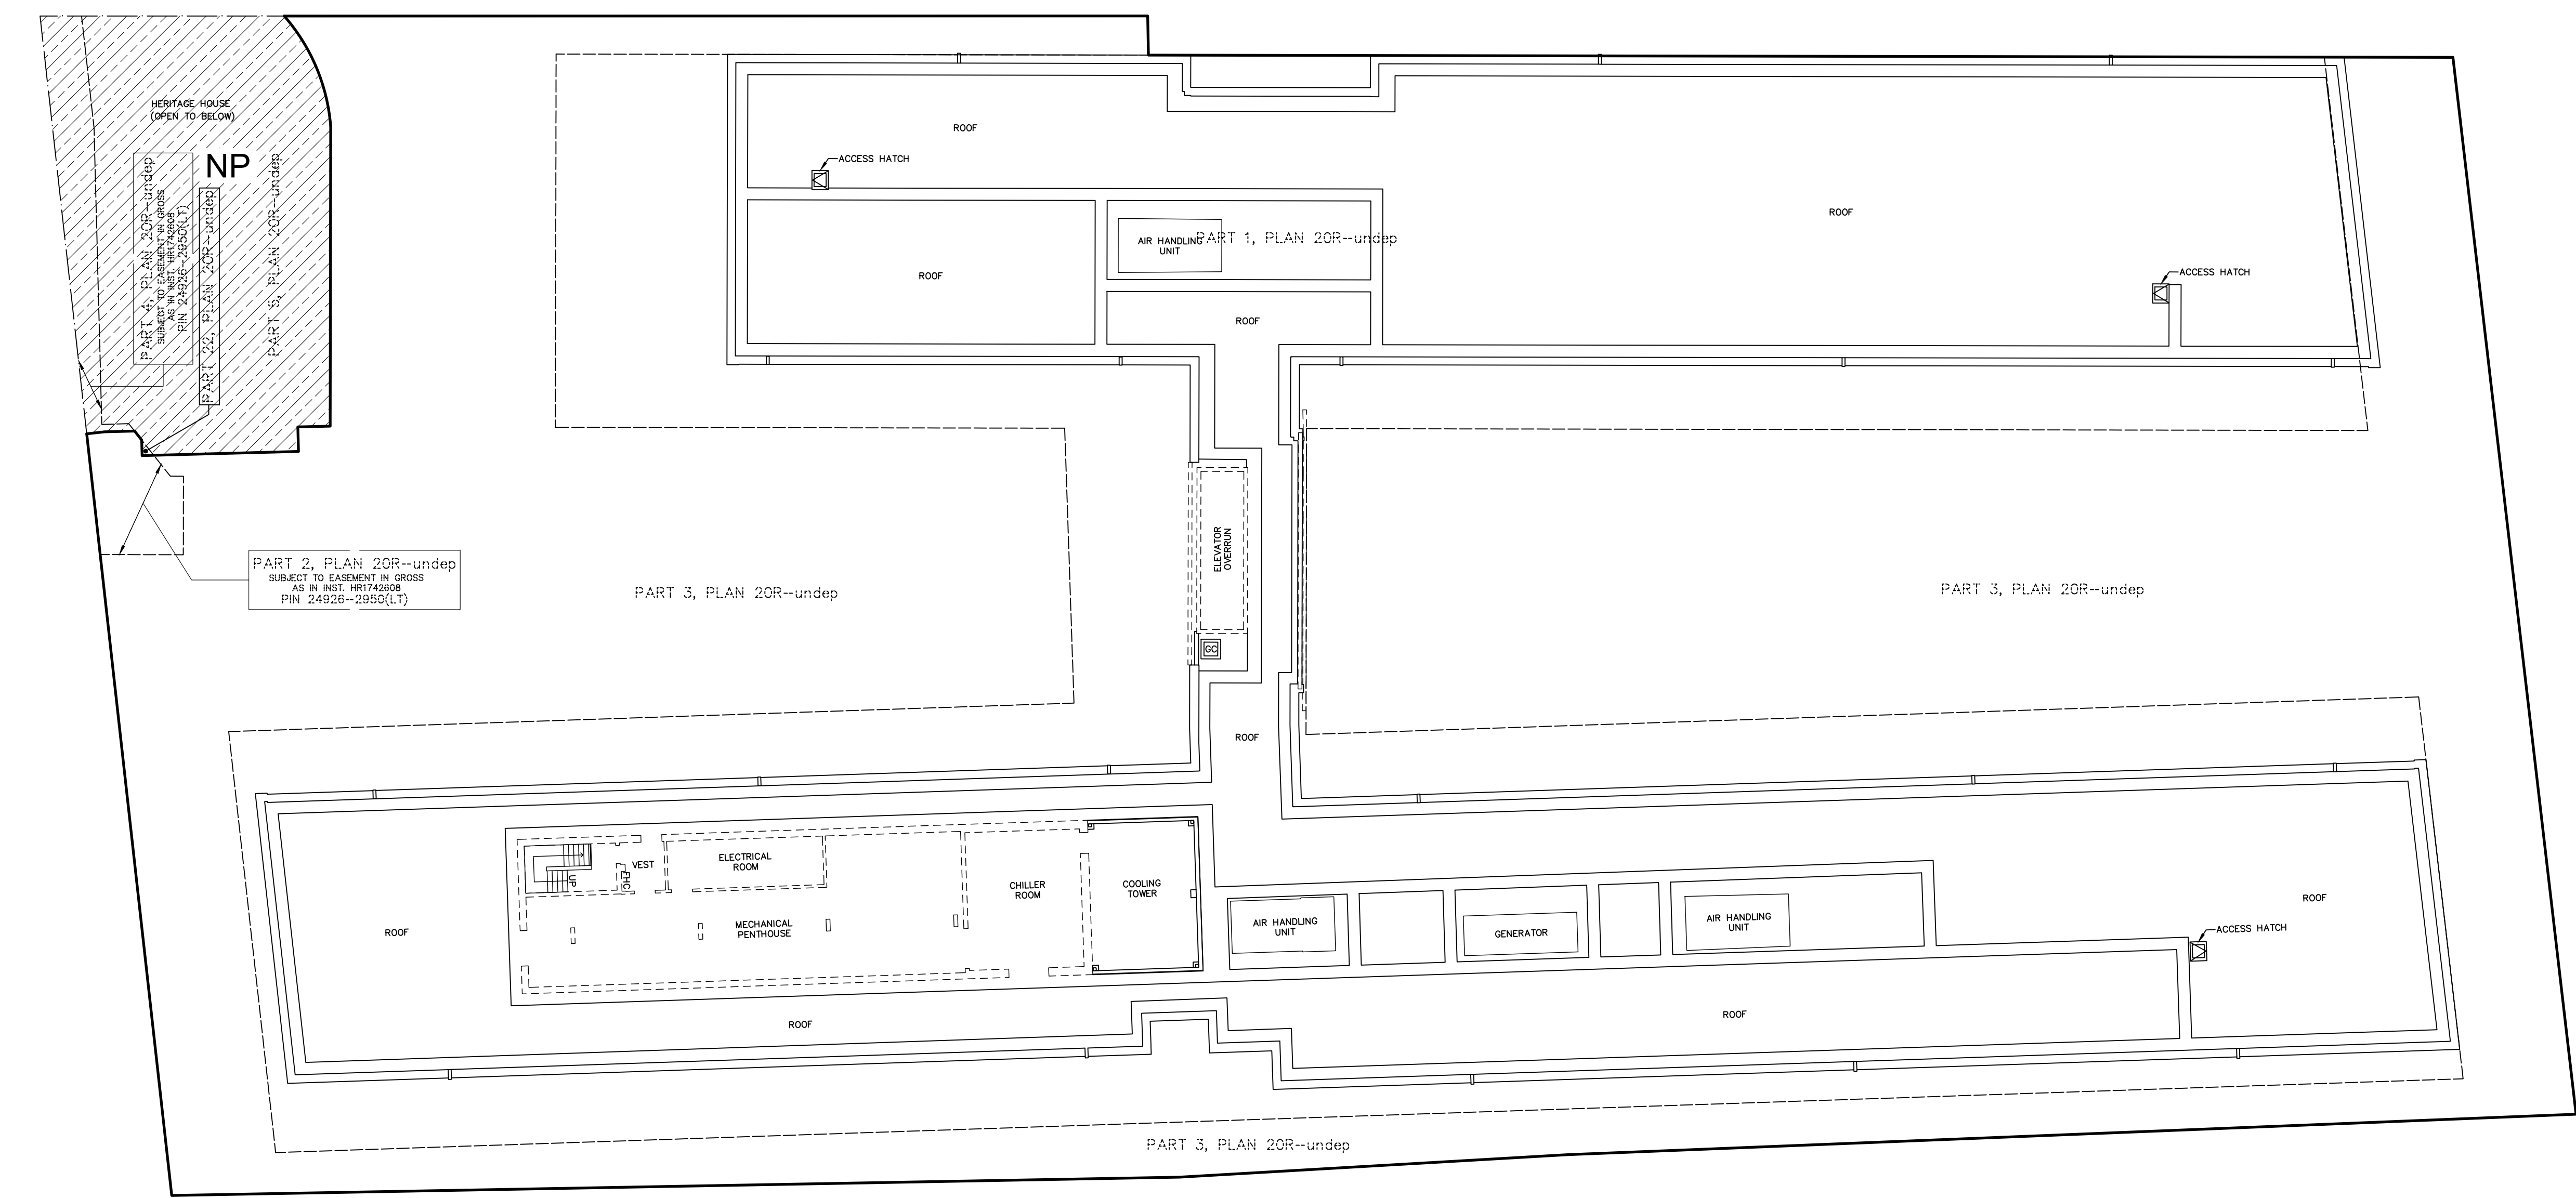 HERITAGE HOUSE
(OPEN TO BELOW)
NP
PART 4, PLAN 20R--undep
SUBJECT TO EASEMENT IN GROSS
AS IN INST. HR1742608
PIN 24926--2950(LT)
PART 22, PLAN 20R--undep
PART 5, PLAN 20R--undep
ROOF
ACCESS HATCH
ROOF
AIR HANDLING
UNIT
PART 1, PLAN 20R--undep
ROOF
ROOF
ACCESS HATCH
PART 2, PLAN 20R--undep
SUBJECT TO EASEMENT IN GROSS
AS IN INST. HR1742608
PIN 24926--2950(LT)
PART 3, PLAN 20R--undep
ELEVATOR
OVERRUN
GC
PART 3, PLAN 20R--undep
ROOF
ROOF
UP
FHC
VEST
ELECTRICAL
ROOM
MECHANICAL
PENTHOUSE
CHILLER
ROOM
COOLING
TOWER
AIR HANDLING
UNIT
GENERATOR
AIR HANDLING
UNIT
ROOF
ACCESS HATCH
ROOF
ROOF
PART 3, PLAN 20R--undep